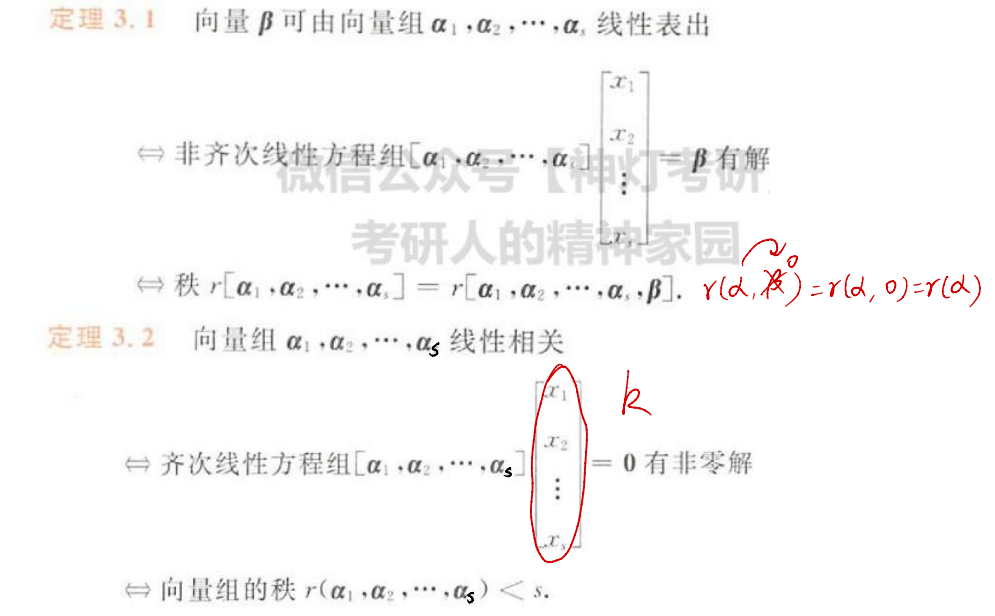 定理 3.1 向量 β 可由向量组 α₁,α₂,⋯,αₛ 线性表出
⇔ 非齐次线性方程组[α₁,α₂,⋯,αₛ] [x₁ x₂ ⋮ xₛ] = β 有解
微信公众号【神灯考研
考研人的精神家园
⇔ 秩 r[α₁,α₂,⋯,αₛ] = r[α₁,α₂,⋯,αₛ,β]. r(α, 0)=r(α,0)=r(α)
定理 3.2 向量组 α₁,α₂,⋯,αs 线性相关
⇔ 齐次线性方程组[α₁,α₂,⋯,αs] [x₁ x₂ ⋮ xₛ] = 0 有非零解 k
⇔ 向量组的秩 r(α₁,α₂,⋯,αs) < s.